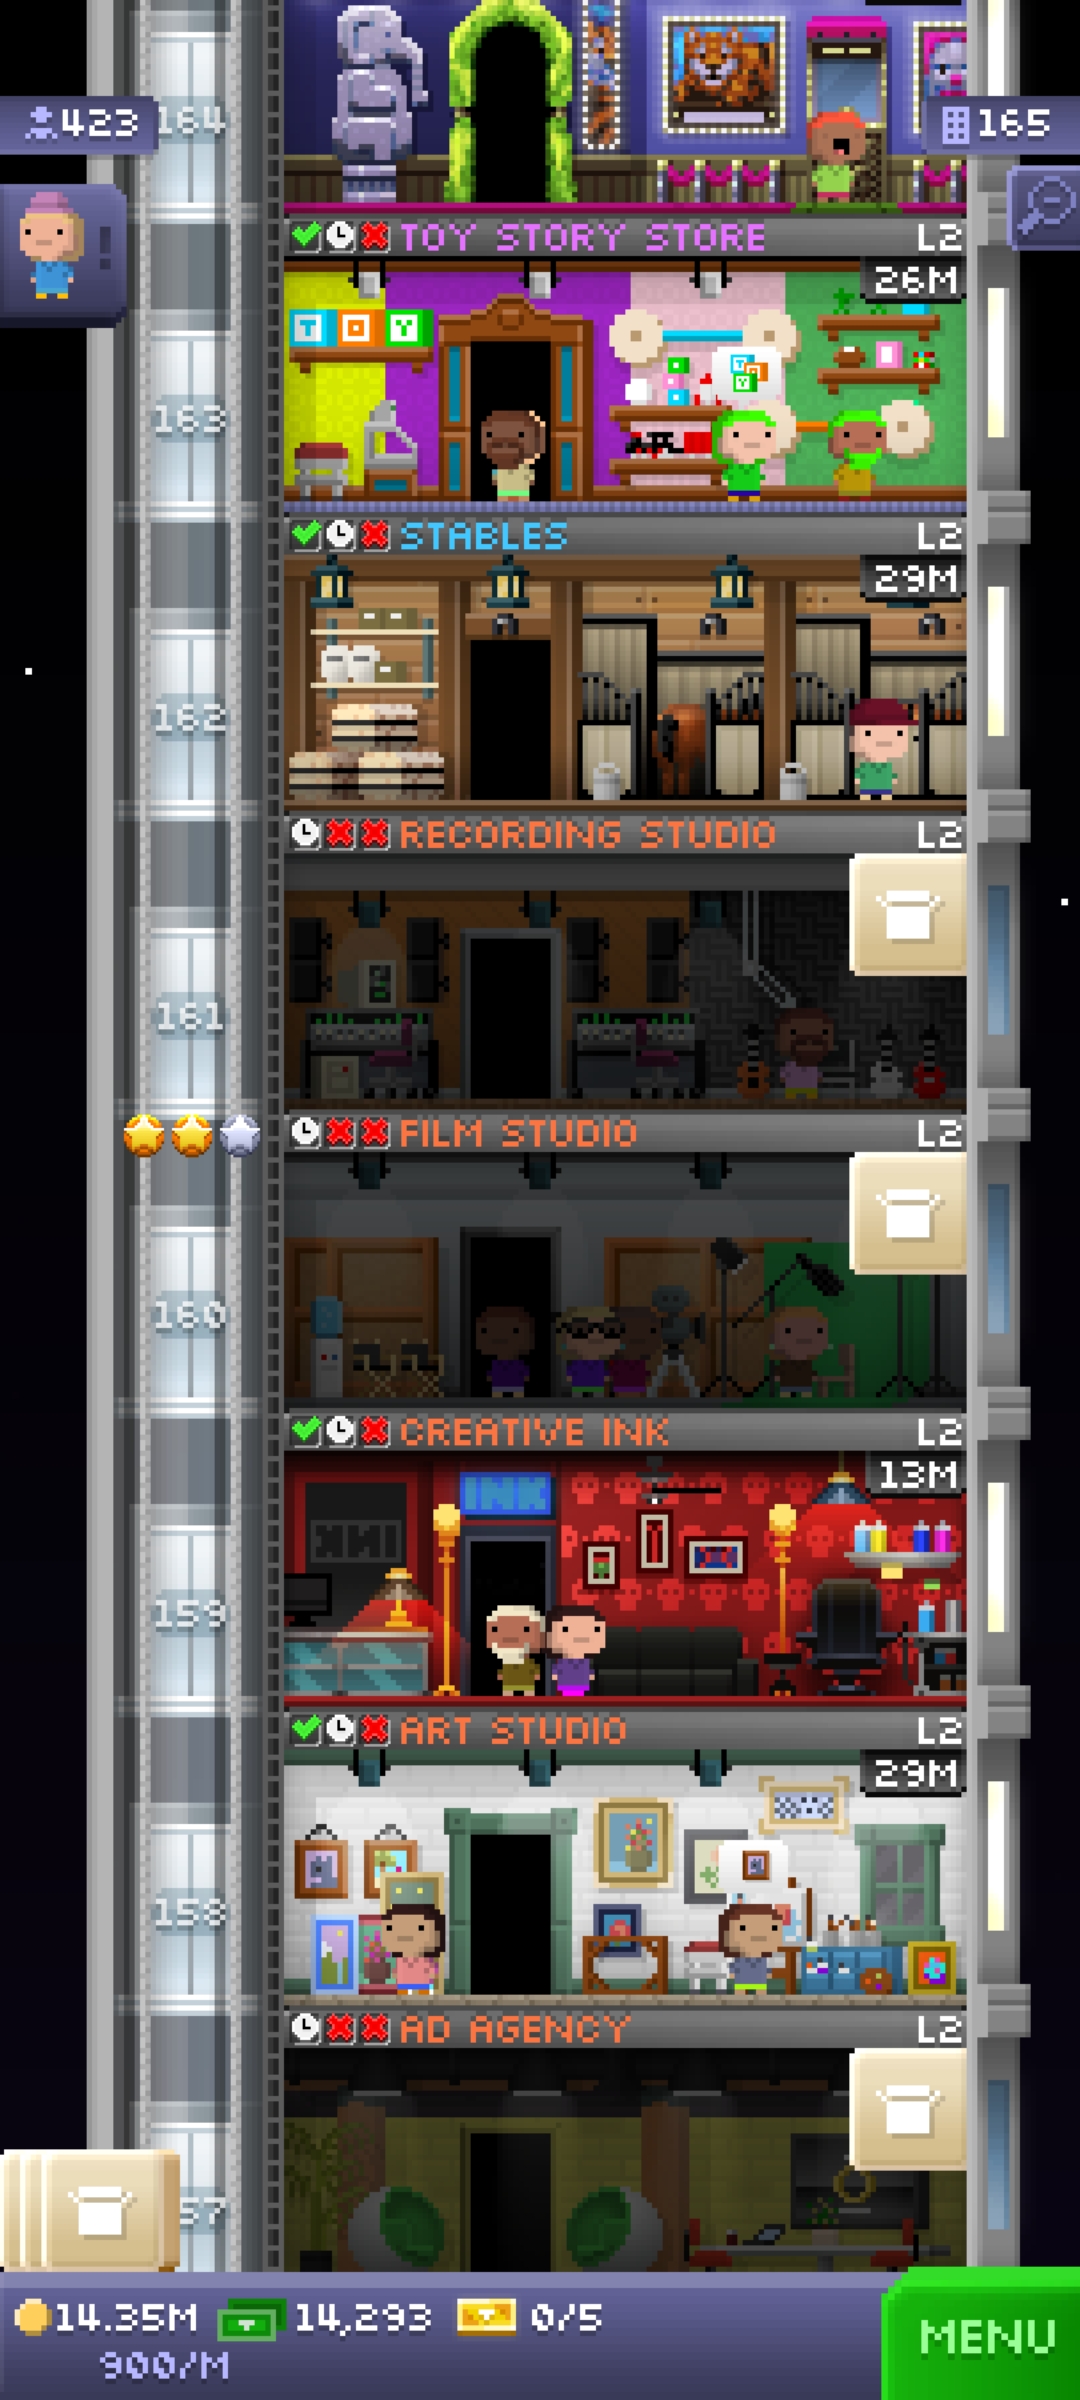 423
164
165
TOY STORY STORE L2
26M
T O Y
163
STABLES L2
29M
162
RECORDING STUDIO L2
161
FILM STUDIO L2
160
CREATIVE INK L2
13M
INK
159
ART STUDIO L2
29M
158
AD AGENCY L2
57
14.35M 14,293 0/5
900/M
MENU